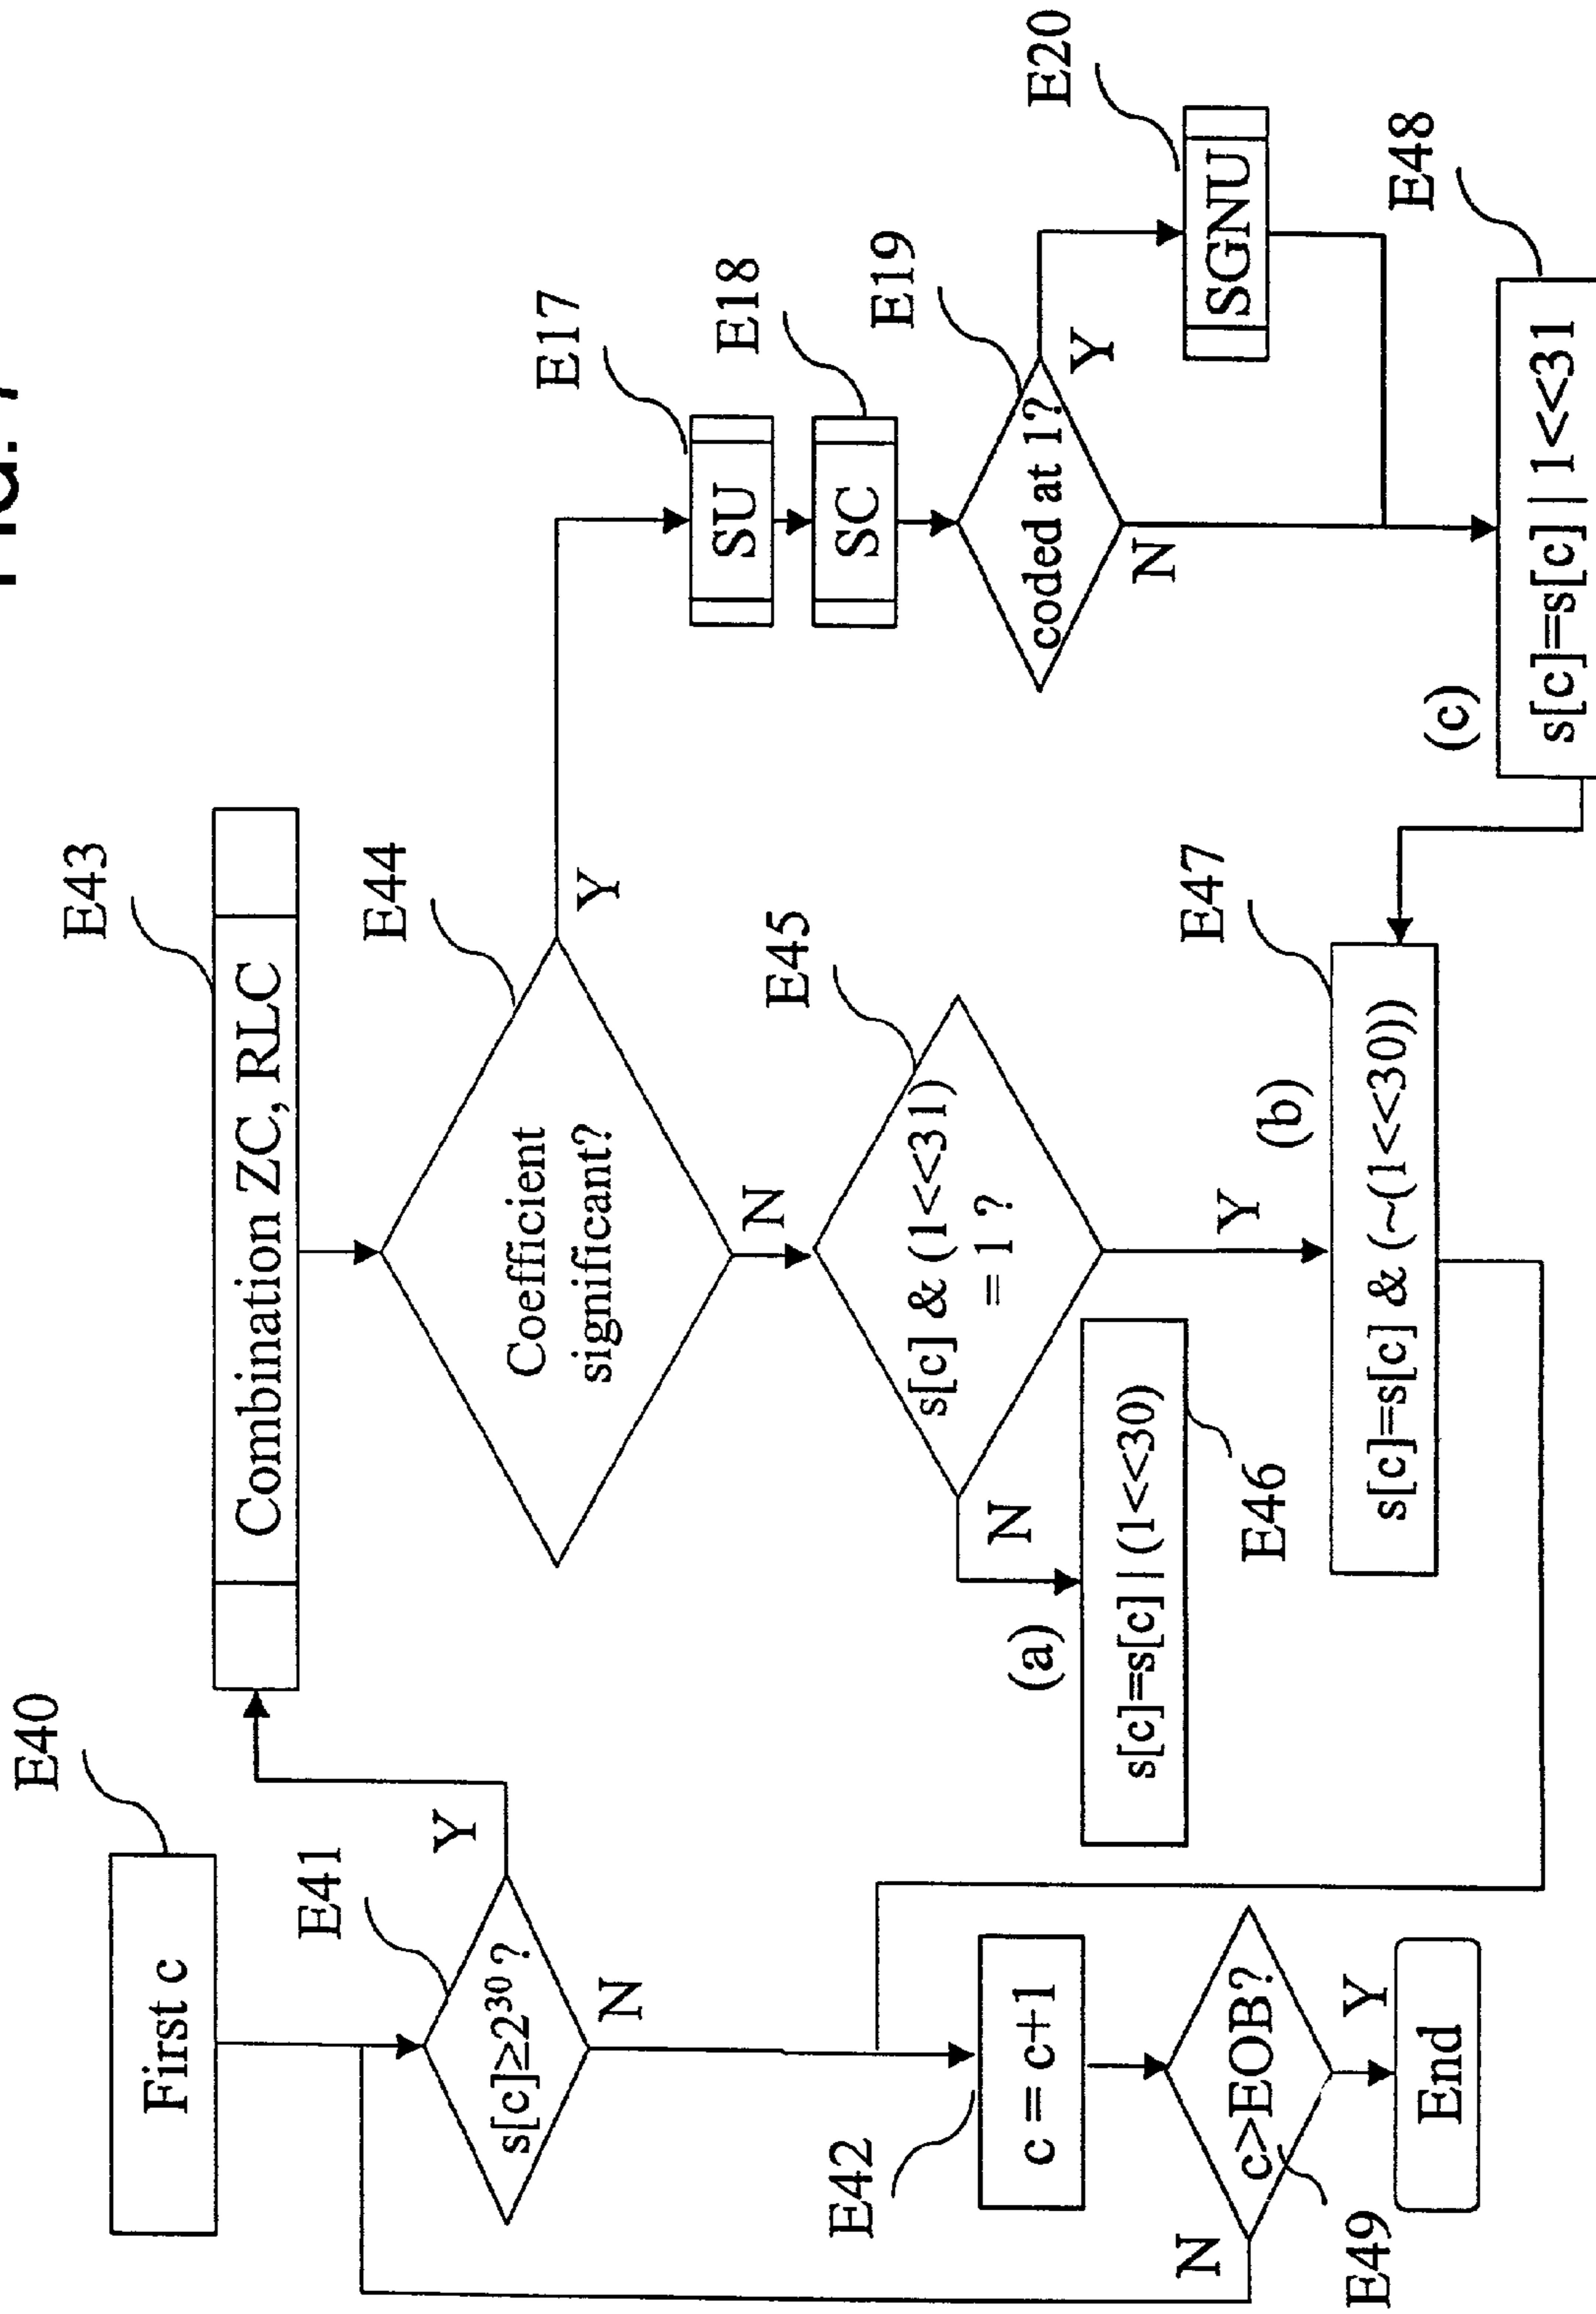 First c
E40
s[c]≥2³⁰?
E41
Y
N
E42
c = c+1
c>EOB?
N
Y
E49
End
Combination ZC, RLC
E43
Coefficient
significant?
E44
Y
N
s[c] & (1<<31)
= 1 ?
E45
N
Y
(a)
s[c]=s[c] | (1<<30)
E46
(b)
s[c]=s[c] & (~(1<<30))
E47
SU
E17
SC
E18
coded at 1?
E19
Y
N
SGNU
E20
(c)
s[c]=s[c] | 1<<31
E48